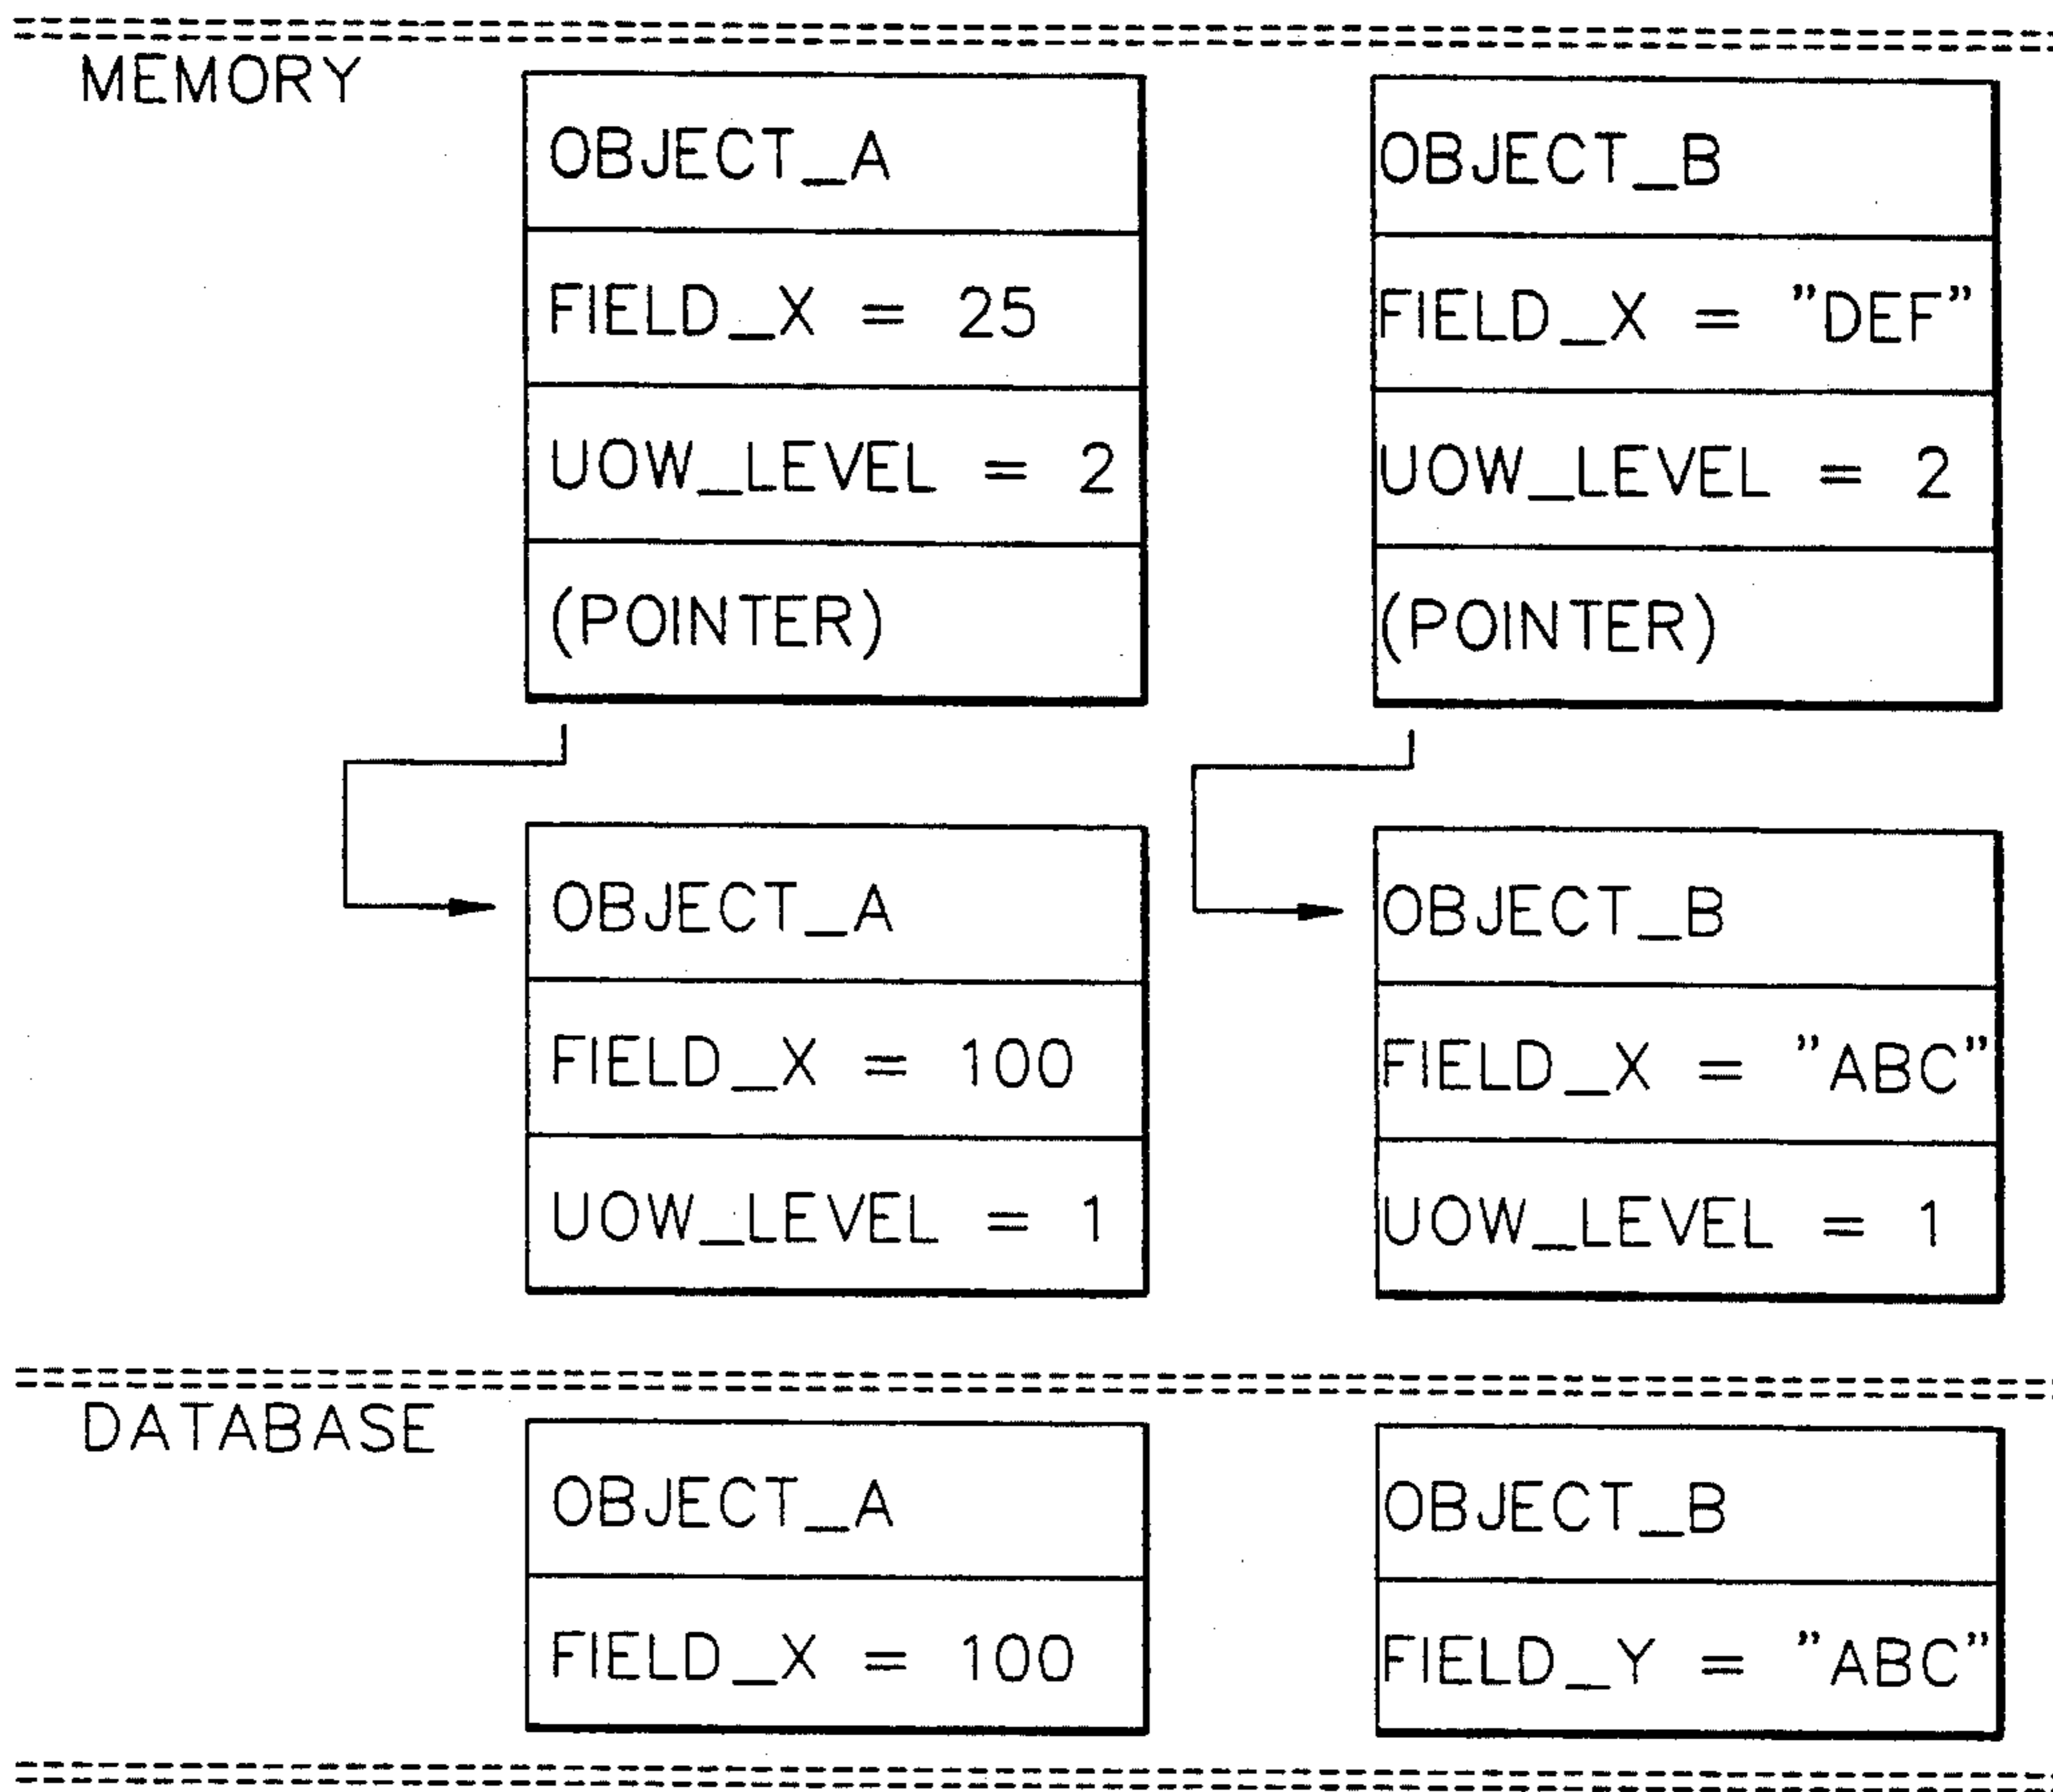 MEMORY
OBJECT_A
FIELD_X = 25
UOW_LEVEL = 2
(POINTER)
OBJECT_B
FIELD_X = "DEF"
UOW_LEVEL = 2
(POINTER)
OBJECT_A
FIELD_X = 100
UOW_LEVEL = 1
OBJECT_B
FIELD_X = "ABC"
UOW_LEVEL = 1
DATABASE
OBJECT_A
FIELD_X = 100
OBJECT_B
FIELD_Y = "ABC"